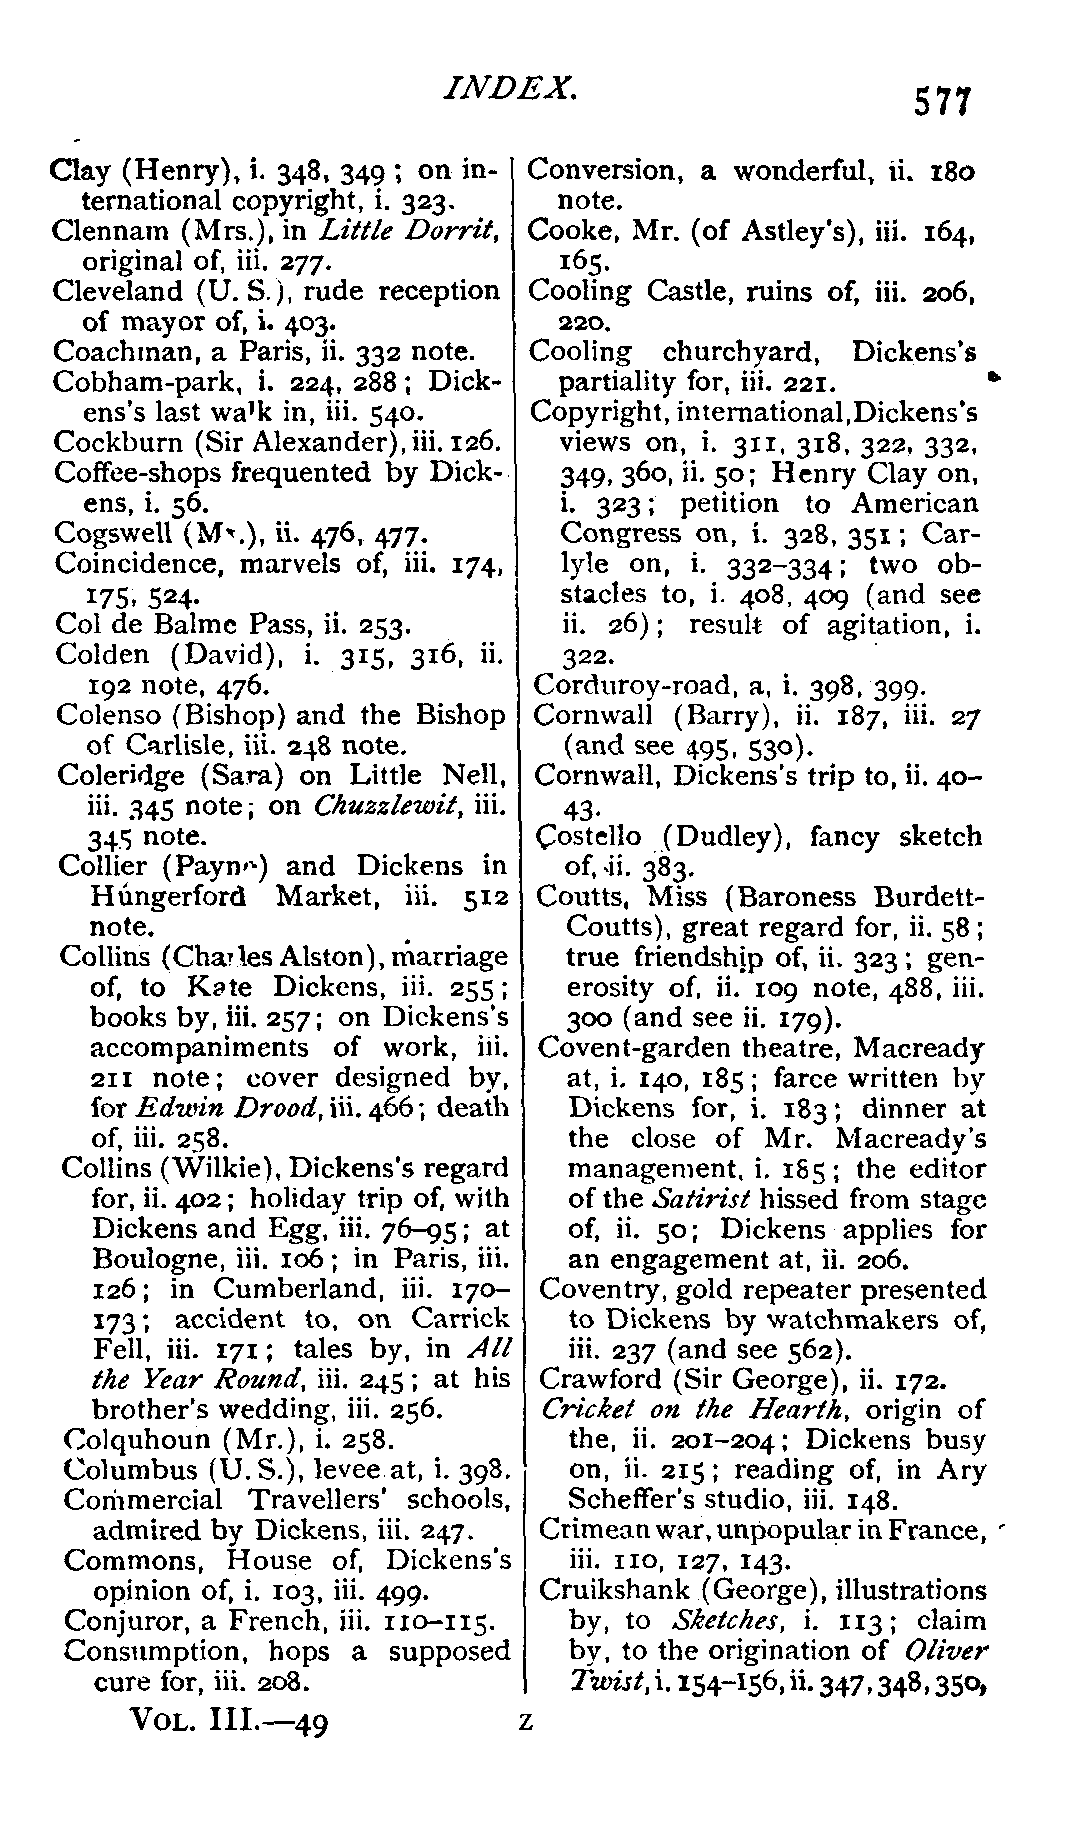 INDEX.
577
Clay (Henry), i. 348, 349 ; on in-
ternational copyright, i. 323.
Clennam (Mrs.), in Little Dorrit,
original of, iii. 277.
Cleveland (U. S.), rude reception
of mayor of, i. 403.
Coachman, a Paris, ii. 332 note.
Cobham-park, i. 224, 288 ; Dick-
ens's last walk in, iii. 540.
Cockburn (Sir Alexander), iii. 126.
Coffee-shops frequented by Dick-
ens, i. 56.
Cogswell (Mr.), ii. 476, 477.
Coincidence, marvels of, iii. 174,
175, 524.
Col de Balme Pass, ii. 253.
Colden (David), i. 315, 316, ii.
192 note, 476.
Colenso (Bishop) and the Bishop
of Carlisle, iii. 248 note.
Coleridge (Sara) on Little Nell,
iii. 345 note; on Chuzzlewit, iii.
345 note.
Collier (Payne) and Dickens in
Hungerford Market, iii. 512
note.
Collins (Charles Alston), marriage
of, to Kate Dickens, iii. 255 ;
books by, iii. 257; on Dickens's
accompaniments of work, iii.
211 note; cover designed by,
for Edwin Drood, iii. 466; death
of, iii. 258.
Collins (Wilkie), Dickens's regard
for, ii. 402 ; holiday trip of, with
Dickens and Egg, iii. 76–95; at
Boulogne, iii. 106 ; in Paris, iii.
126; in Cumberland, iii. 170–
173; accident to, on Carrick
Fell, iii. 171 ; tales by, in All
the Year Round, iii. 245 ; at his
brother's wedding, iii. 256.
Colquhoun (Mr.), i. 258.
Columbus (U. S.), levee at, i. 398.
Commercial Travellers' schools,
admired by Dickens, iii. 247.
Commons, House of, Dickens's
opinion of, i. 103, iii. 499.
Conjuror, a French, iii. 110–115.
Consumption, hops a supposed
cure for, iii. 208.
VOL. III.—49
Conversion, a wonderful, ii. 180
note.
Cooke, Mr. (of Astley's), iii. 164,
165.
Cooling Castle, ruins of, iii. 206,
220.
Cooling churchyard, Dickens's
partiality for, iii. 221.
Copyright, international, Dickens's
views on, i. 311, 318, 322, 332,
349, 360, ii. 50; Henry Clay on,
i. 323; petition to American
Congress on, i. 328, 351 ; Car-
lyle on, i. 332–334; two ob-
stacles to, i. 408, 409 (and see
ii. 26); result of agitation, i.
322.
Corduroy-road, a, i. 398, 399.
Cornwall (Barry), ii. 187, iii. 27
(and see 495, 530).
Cornwall, Dickens's trip to, ii. 40–
43.
Costello (Dudley), fancy sketch
of, ii. 383.
Coutts, Miss (Baroness Burdett-
Coutts), great regard for, ii. 58 ;
true friendship of, ii. 323 ; gen-
erosity of, ii. 109 note, 488, iii.
300 (and see ii. 179).
Covent-garden theatre, Macready
at, i. 140, 185 ; farce written by
Dickens for, i. 183; dinner at
the close of Mr. Macready's
management, i. 185 ; the editor
of the Satirist hissed from stage
of, ii. 50; Dickens applies for
an engagement at, ii. 206.
Coventry, gold repeater presented
to Dickens by watchmakers of,
iii. 237 (and see 562).
Crawford (Sir George), ii. 172.
Cricket on the Hearth, origin of
the, ii. 201–204; Dickens busy
on, ii. 215; reading of, in Ary
Scheffer's studio, iii. 148.
Crimean war, unpopular in France,
iii. 110, 127, 143.
Cruikshank (George), illustrations
by, to Sketches, i. 113; claim
by, to the origination of Oliver
Twist, i. 154–156, ii. 347, 348, 350,
Z